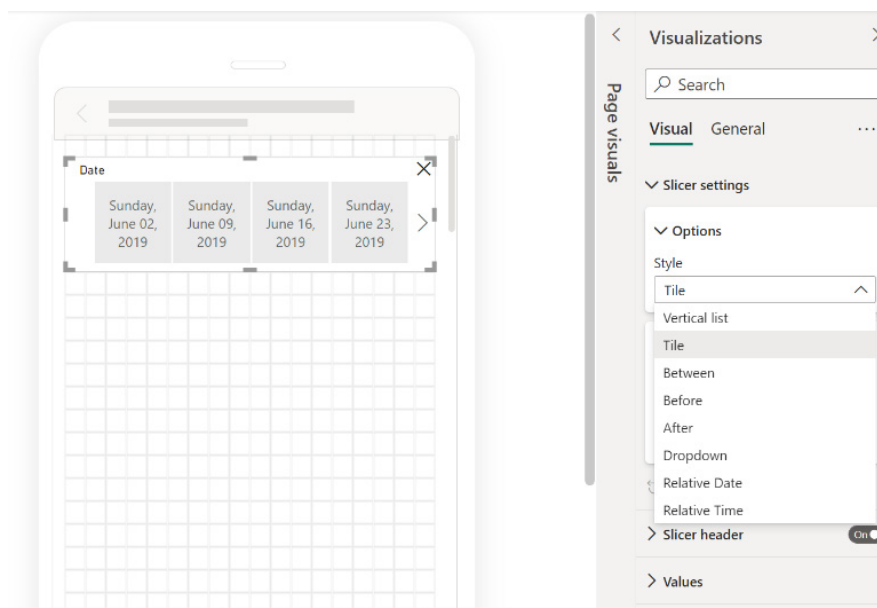 Visualizations
Search
Visual General ...
Page visuals
Slicer settings
Options
Style
Tile
Vertical list
Tile
Between
Before
After
Dropdown
Relative Date
Relative Time
Slicer header On
Values
Date
Sunday, June 02, 2019
Sunday, June 09, 2019
Sunday, June 16, 2019
Sunday, June 23, 2019